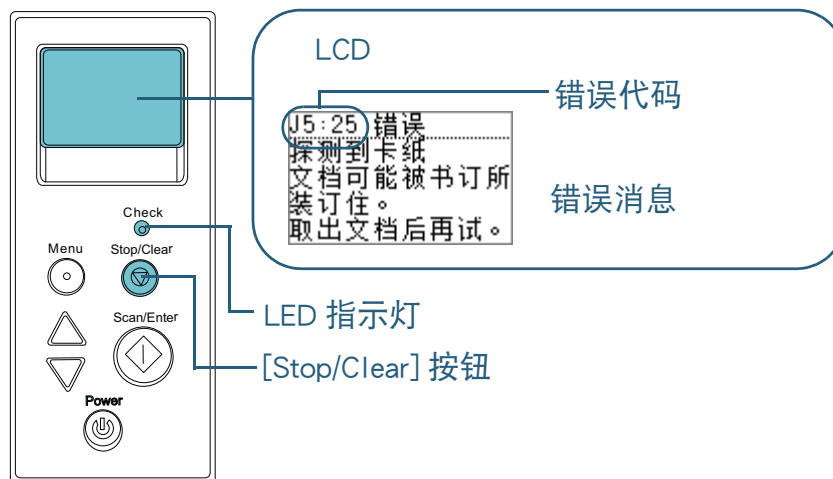 LCD
错误代码
J5:25 错误
探测到卡纸
文档可能被书订所
装订住。
取出文档后再试。
错误消息
Check
Menu
Stop/Clear
Scan/Enter
Power
LED 指示灯
[Stop/Clear] 按钮